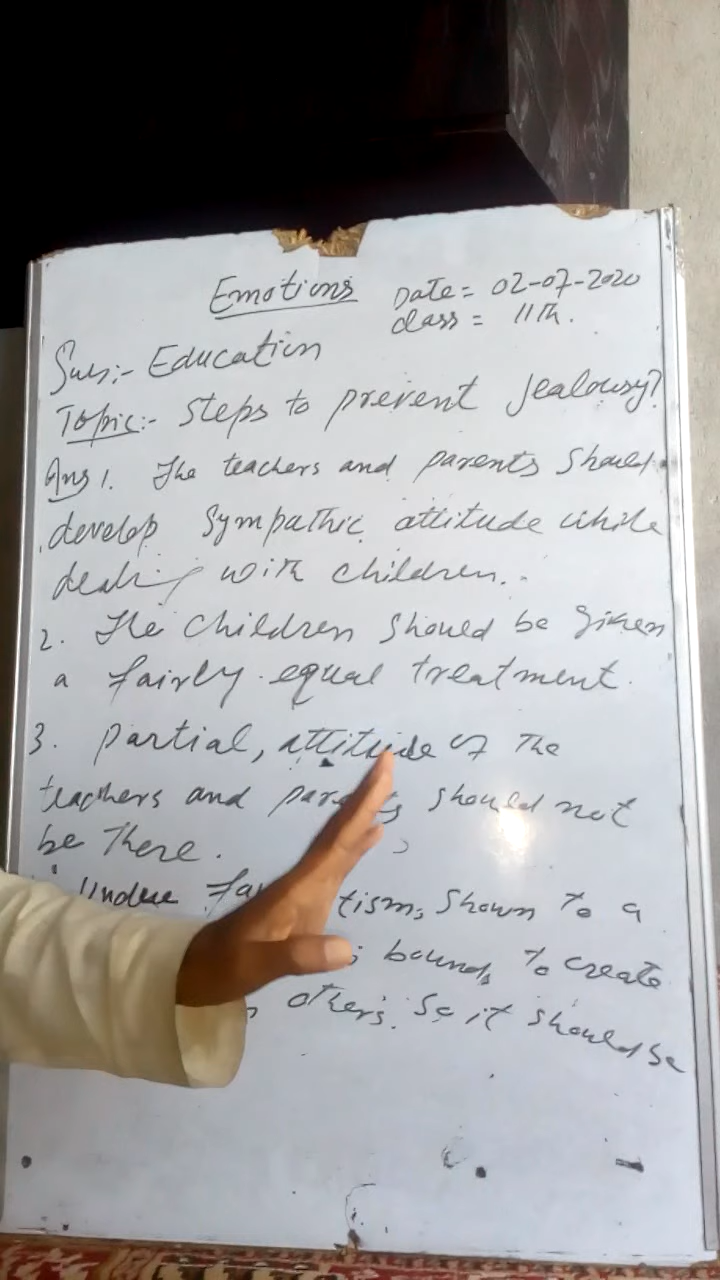 Emotions Date = 02-07-2020
class = 11Th.
Sub:- Education
Topic:- Steps to prevent Jealousy?
Ans 1. The teachers and parents should
develop Sympathic attitude while
dealing with children.
2. The children should be given
a fairly equal treatment.
3. partial, attitude of The
teachers and parents should not
be There.
Undue tism, shown to a
bound, to create
others. So it should be